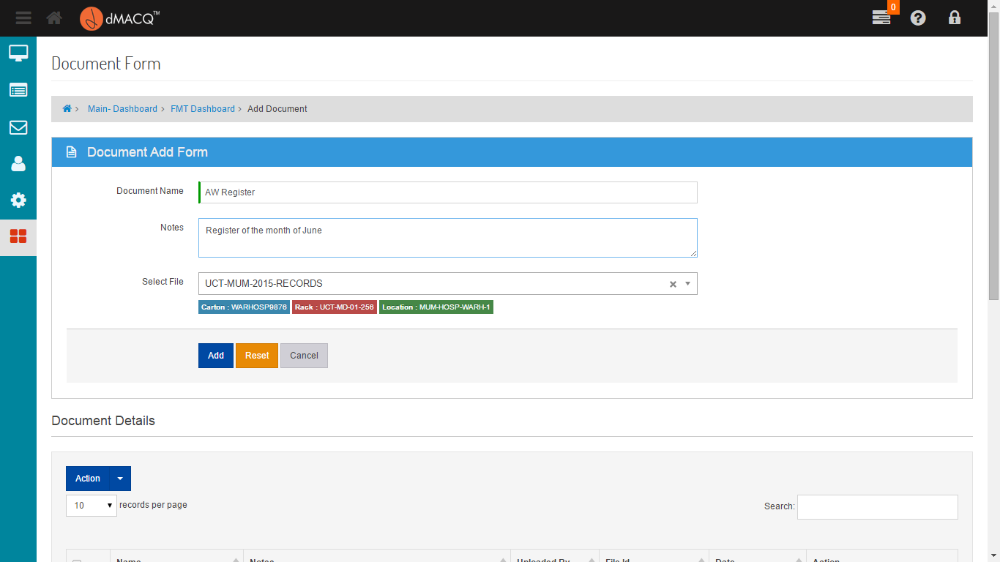 dMACQ™
0
Document Form
Main- Dashboard FMT Dashboard Add Document
Document Add Form
Document Name AW Register
Notes Register of the month of June
Select File UCT-MUM-2015-RECORDS
Carton : WARHOSP9876 Rack : UCT-MD-01-256 Location : MUM-HOSP-WARH-1
Add Reset Cancel
Document Details
Action
10 records per page Search:
Name Notes Uploaded By File Id Date Action